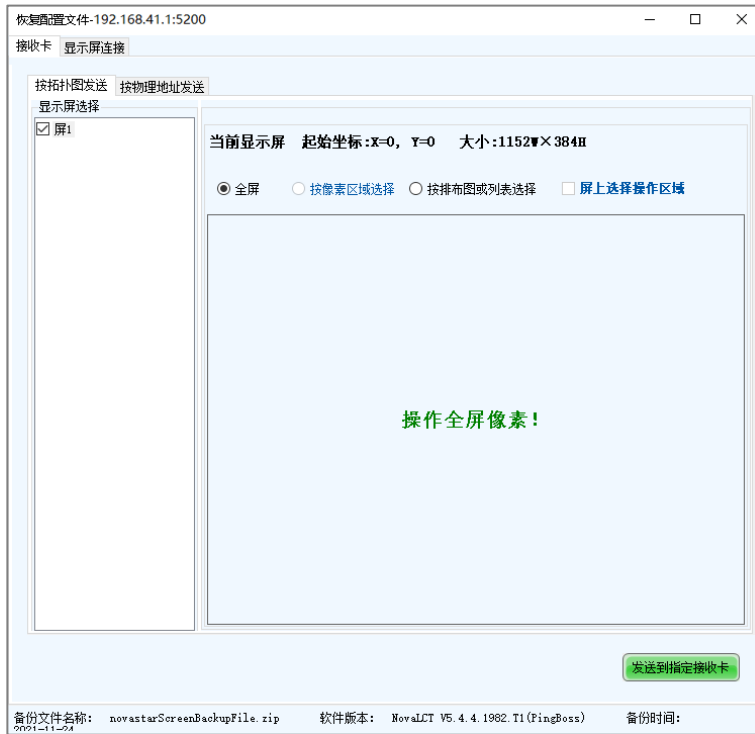 恢复配置文件-192.168.41.1:5200
接收卡 显示屏连接
按拓扑图发送 按物理地址发送
显示屏选择
屏1
当前显示屏 起始坐标:X=0, Y=0 大小:1152W×384H
全屏 按像素区域选择 按排布图或列表选择 屏上选择操作区域
操作全屏像素!
发送到指定接收卡
备份文件名称: novastarScreenBackupFile.zip 软件版本: NovaLCT V5.4.4.1982.T1(PingBoss) 备份时间:
2021-11-24